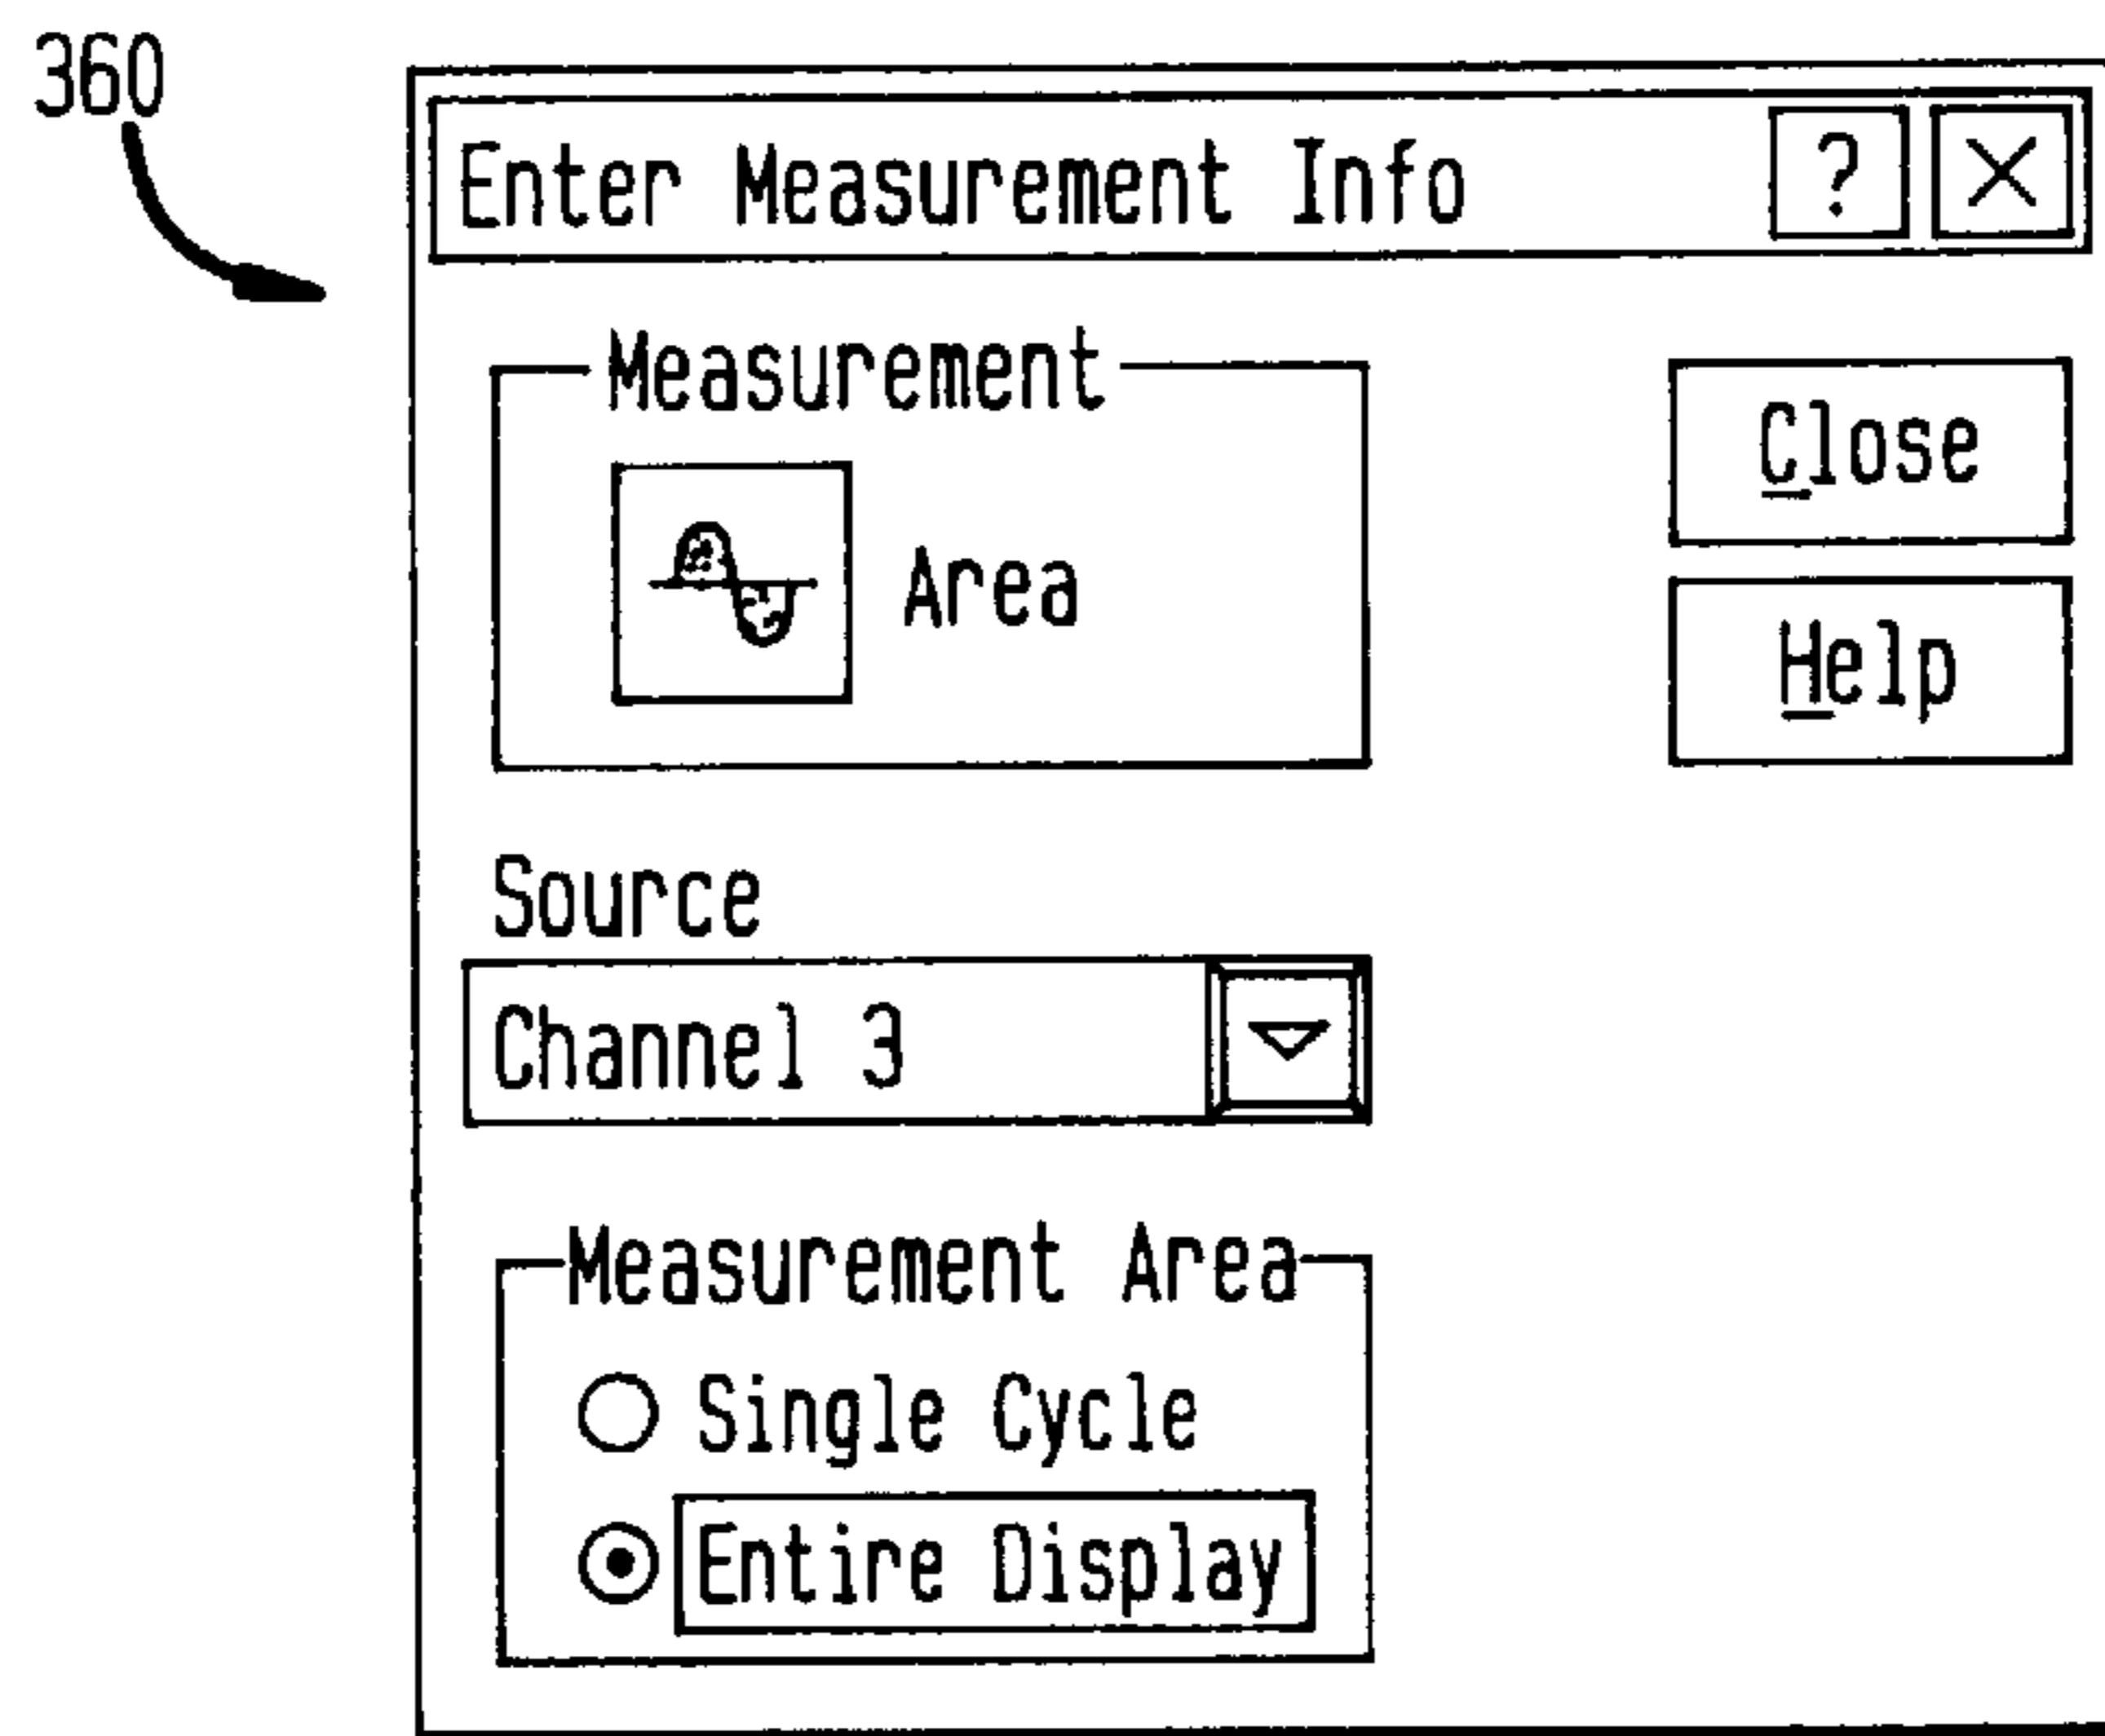 360
Enter Measurement Info ? X
Measurement
Area
Close
Help
Source
Channel 3
Measurement Area
Single Cycle
Entire Display